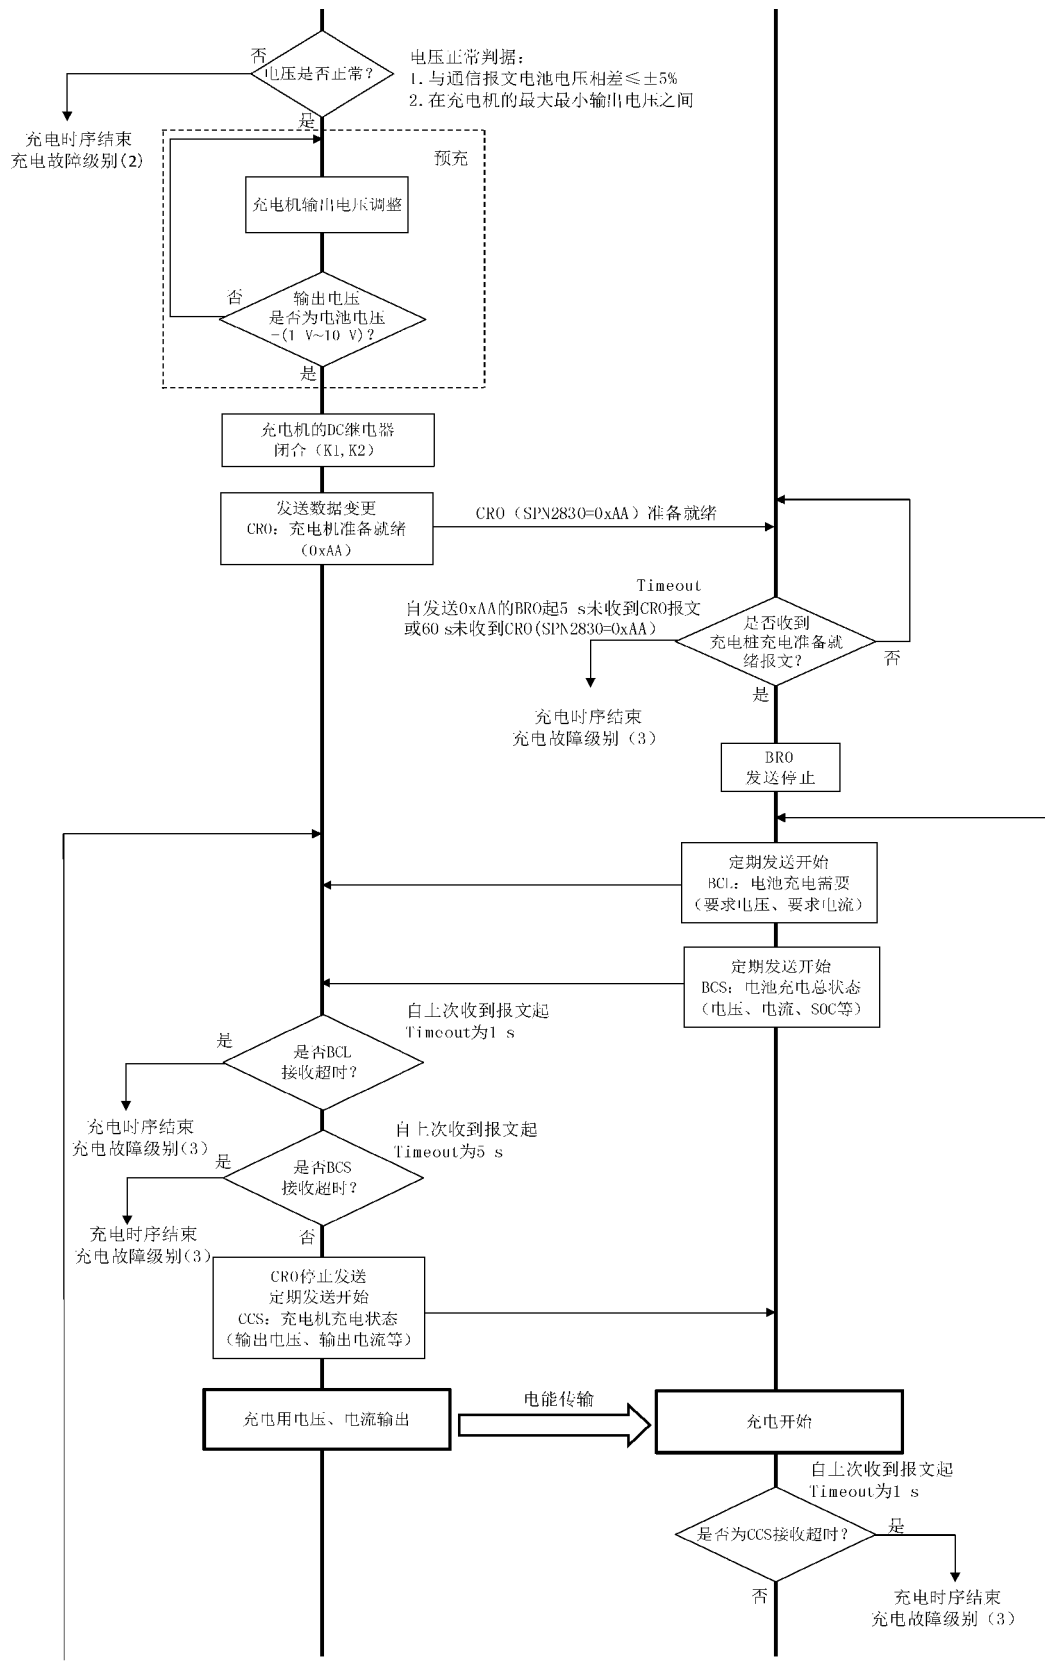 否
电压是否正常?
电压正常判据:
1.与通信报文电池电压相差≤±5%
2.在充电机的最大最小输出电压之间
是
充电时序结束
充电故障级别(2)
预充
充电机输出电压调整
否
输出电压
是否为电池电压
-(1 V~10 V)?
是
充电机的DC继电器
闭合（K1,K2）
发送数据变更
CRO：充电机准备就绪
（0xAA）
CRO（SPN2830=0xAA）准备就绪
Timeout
自发送0xAA的BRO起5 s未收到CRO报文
或60 s未收到CRO(SPN2830=0xAA)
是否收到
充电桩充电准备就
绪报文?
否
是
充电时序结束
充电故障级别（3）
BRO
发送停止
定期发送开始
BCL：电池充电需要
（要求电压、要求电流）
定期发送开始
BCS：电池充电总状态
（电压、电流、SOC等）
自上次收到报文起
Timeout为1 s
是
是否BCL
接收超时?
充电时序结束
充电故障级别(3)
自上次收到报文起
Timeout为5 s
是
是否BCS
接收超时?
充电时序结束
充电故障级别(3)
否
CRO停止发送
定期发送开始
CCS：充电机充电状态
（输出电压、输出电流等）
充电用电压、电流输出
电能传输
充电开始
自上次收到报文起
Timeout为1 s
是否为CCS接收超时?
是
否
充电时序结束
充电故障级别（3）